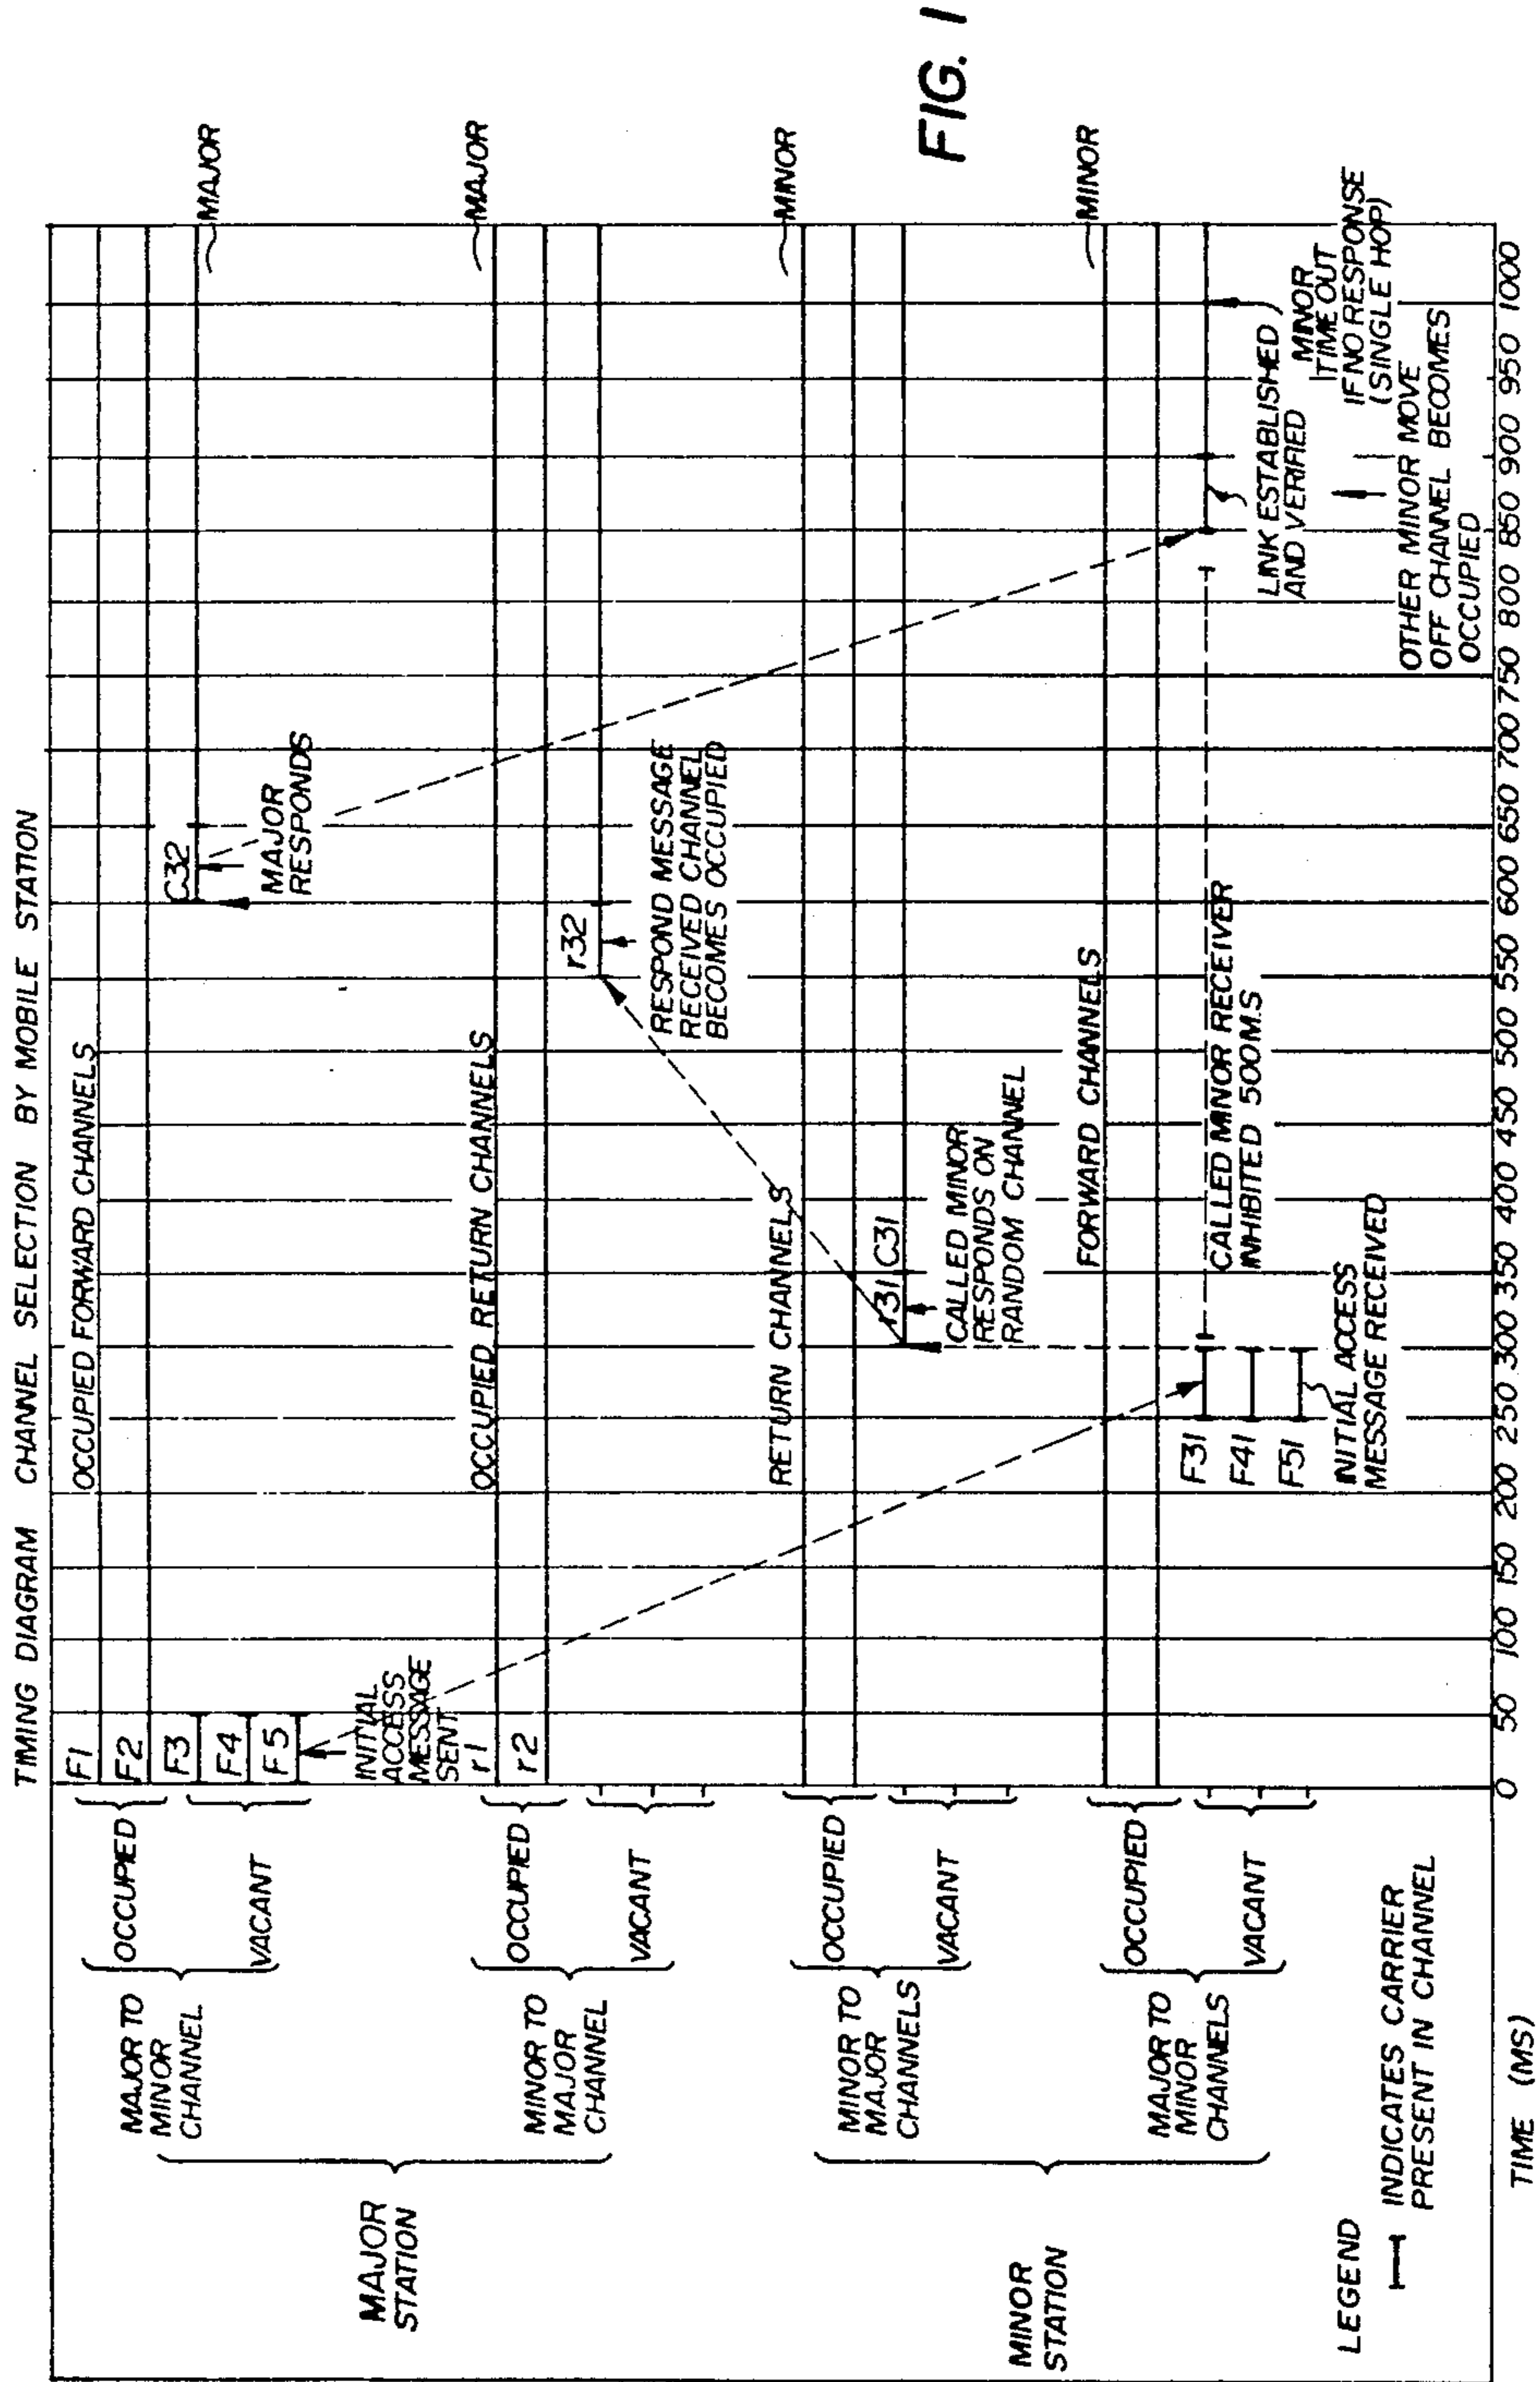 TIMING DIAGRAM CHANNEL SELECTION BY MOBILE STATION
MAJOR
STATION
MAJOR TO
MINOR
CHANNEL
OCCUPIED
VACANT
F1
F2
F3
F4
F5
OCCUPIED FORWARD CHANNELS
INITIAL
ACCESS
MESSAGE
SENT
C32
MAJOR
RESPONDS
MAJOR
MINOR TO
MAJOR
CHANNEL
OCCUPIED
VACANT
r1
r2
OCCUPIED RETURN CHANNELS
r32
RESPOND MESSAGE
RECEIVED CHANNEL
BECOMES OCCUPIED
MAJOR
MINOR
STATION
MINOR TO
MAJOR
CHANNELS
OCCUPIED
VACANT
RETURN CHANNELS
r31 C31
CALLED MINOR
RESPONDS ON
RANDOM CHANNEL
MINOR
MAJOR TO
MINOR
CHANNELS
OCCUPIED
VACANT
FORWARD CHANNELS
F31
F41
F51
INITIAL ACCESS
MESSAGE RECEIVED
CALLED MINOR RECEIVER
INHIBITED 500M.S
LINK ESTABLISHED
AND VERIFIED
MINOR
TIME OUT
IF NO RESPONSE
(SINGLE HOP)
OTHER MINOR MOVE
OFF CHANNEL BECOMES
OCCUPIED
MINOR
LEGEND
INDICATES CARRIER
PRESENT IN CHANNEL
TIME (MS)
0 50 100 150 200 250 300 350 400 450 500 550 600 650 700 750 800 850 900 950 1000
FIG. 1